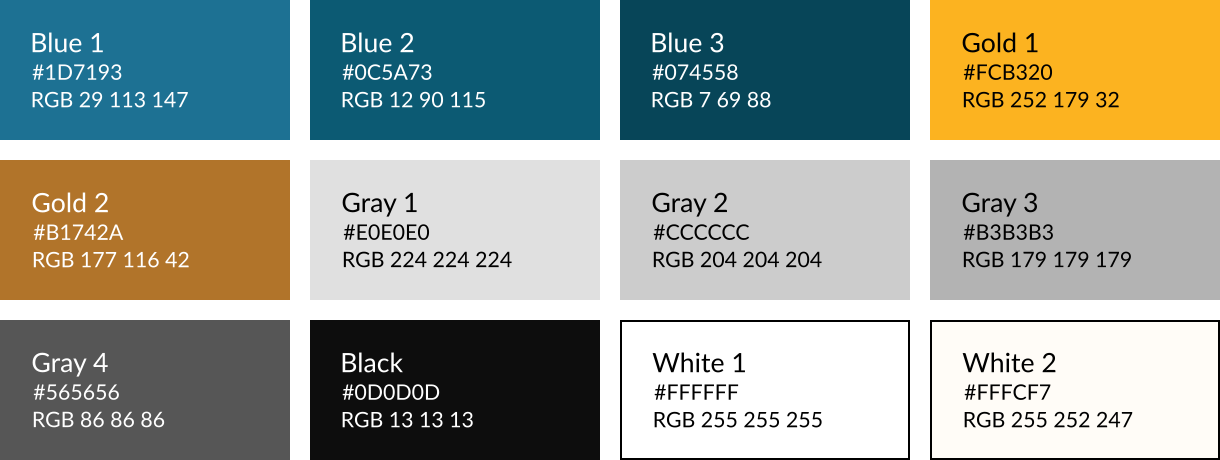 Blue 1
#1D7193
RGB 29 113 147
Blue 2
#0C5A73
RGB 12 90 115
Blue 3
#074558
RGB 7 69 88
Gold 1
#FCB320
RGB 252 179 32
Gold 2
#B1742A
RGB 177 116 42
Gray 1
#E0E0E0
RGB 224 224 224
Gray 2
#CCCCCC
RGB 204 204 204
Gray 3
#B3B3B3
RGB 179 179 179
Gray 4
#565656
RGB 86 86 86
Black
#0D0D0D
RGB 13 13 13
White 1
#FFFFFF
RGB 255 255 255
White 2
#FFFCF7
RGB 255 252 247